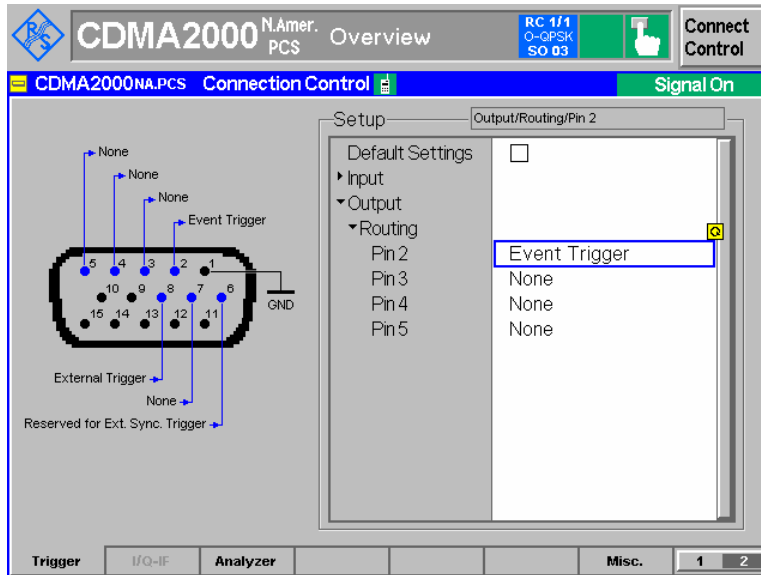 R&S
CDMA2000 N.Amer. PCS Overview
RC 1/1
O-QPSK
SO 03
Connect Control
CDMA2000 NA.PCS Connection Control
Signal On
Setup
Output/Routing/Pin 2
Default Settings
Input
Output
Routing
Pin 2 Event Trigger
Pin 3 None
Pin 4 None
Pin 5 None
None
None
None
Event Trigger
5 4 3 2 1
10 9 8 7 6
15 14 13 12 11
GND
External Trigger
None
Reserved for Ext. Sync. Trigger
Trigger I/Q-IF Analyzer Misc. 1 2